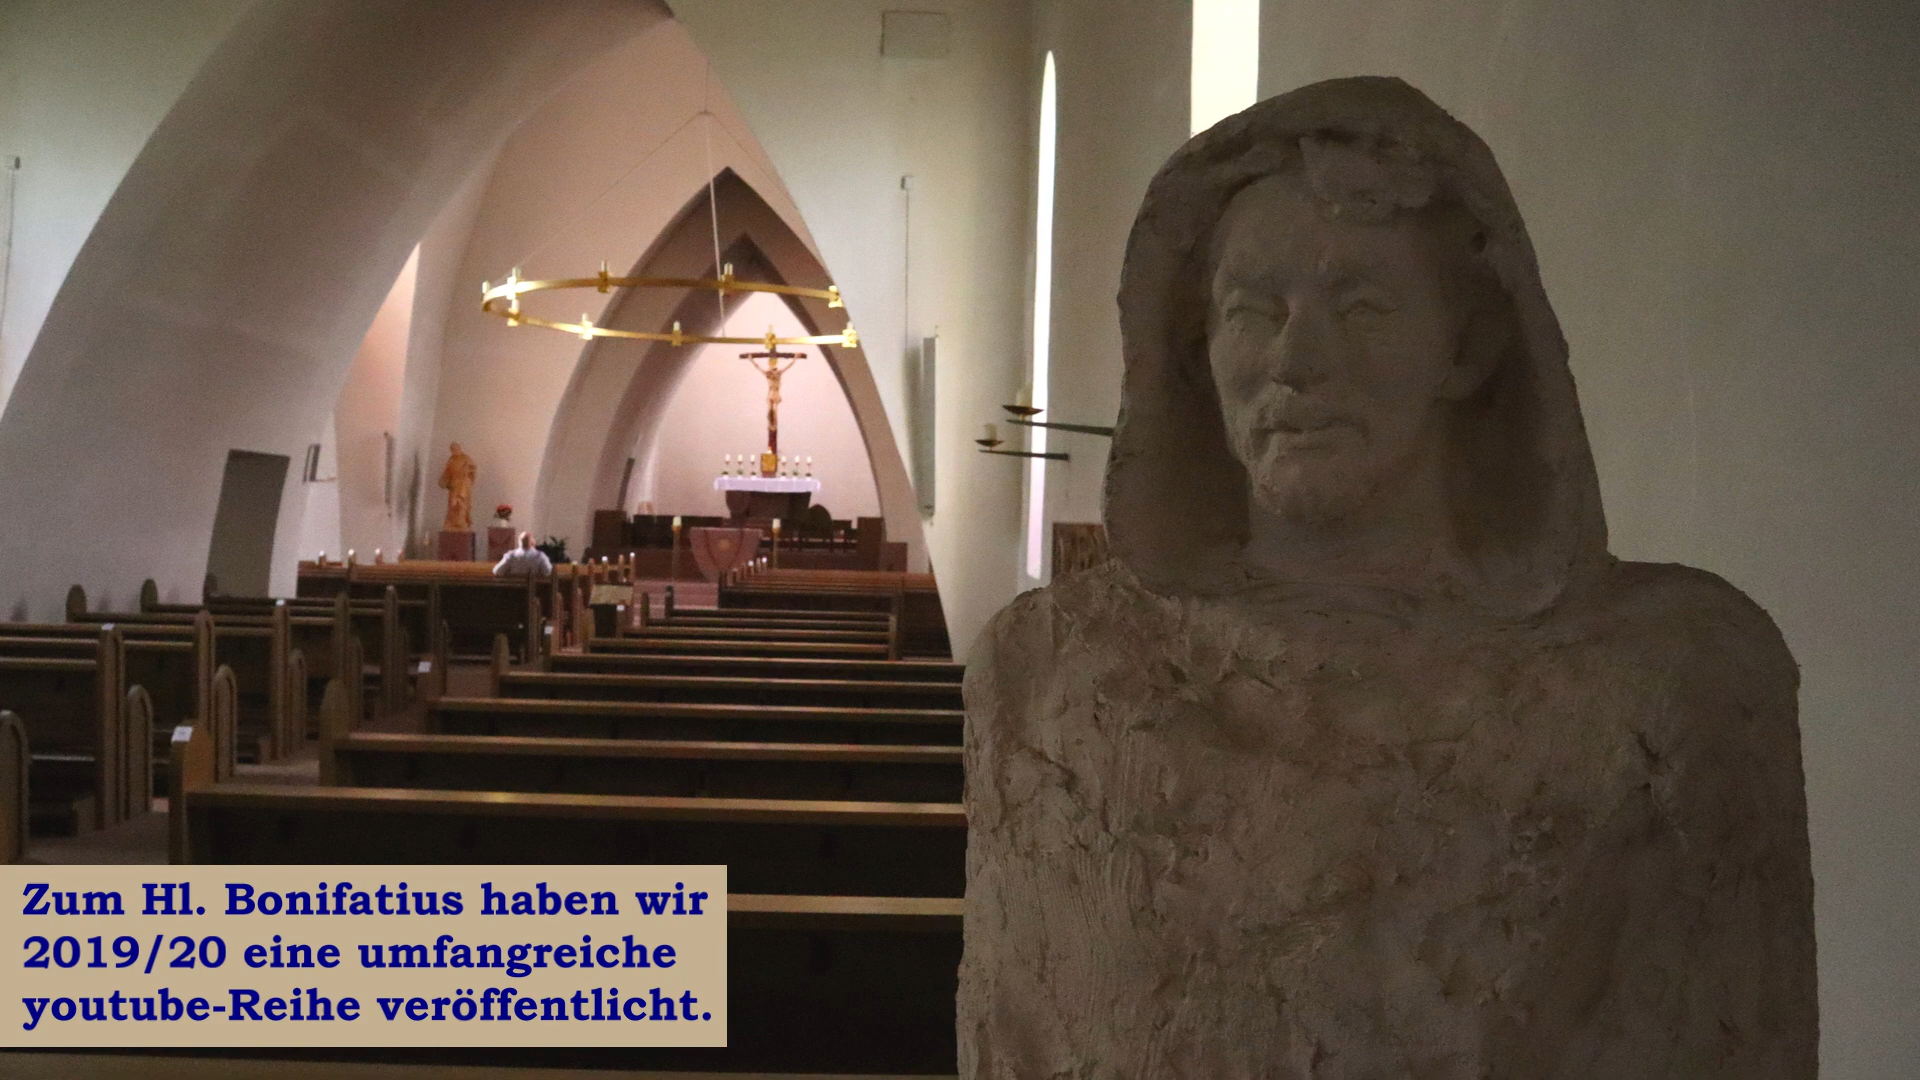 Zum Hl. Bonifatius haben wir
2019/20 eine umfangreiche
youtube-Reihe veröffentlicht.